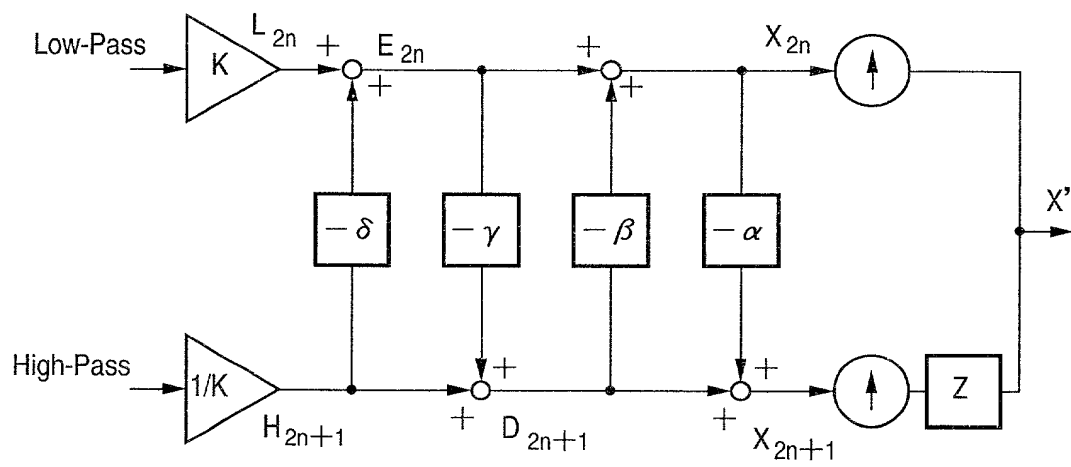 Low-Pass
K
L 2n
+
+
E 2n
+
+
X 2n
↑
X'
− δ
− γ
− β
− α
High-Pass
1/K
H 2n+1
+
+
D 2n+1
+
+
X 2n+1
↑
Z